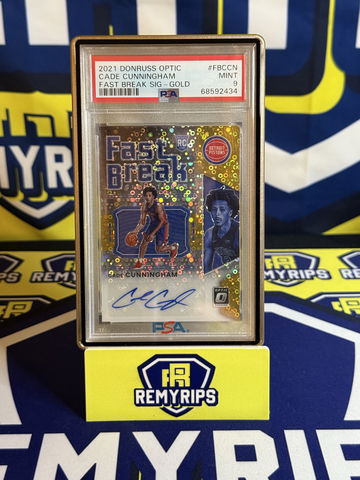 2021 DONRUSS OPTIC #FBCCN
CADE CUNNINGHAM MINT
FAST BREAK SIG - GOLD 9
PSA 68592434
Fast
Break
RC
DETROIT
PISTONS
CADE CUNNINGHAM
OPTIC
PSA
RR
REMYRIPS
REMYRIPS